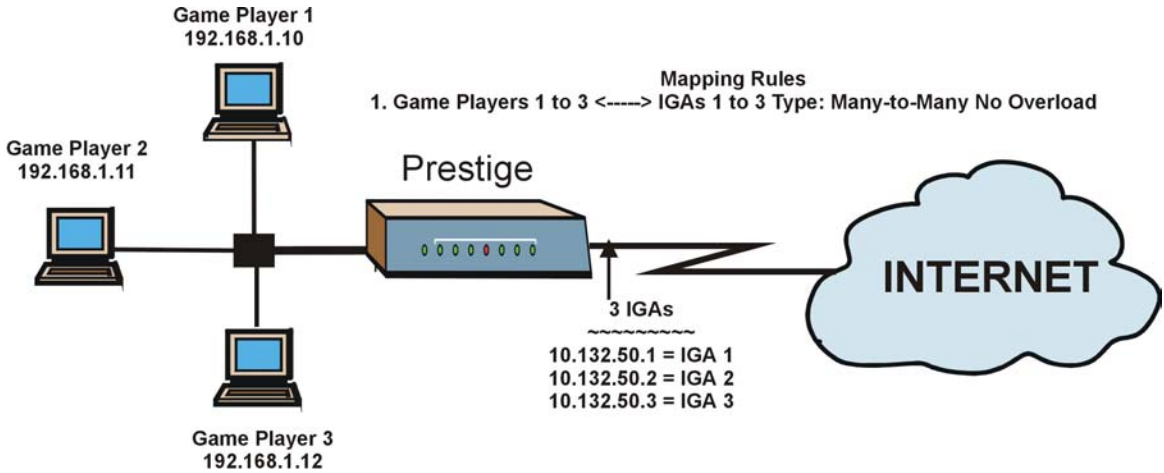 Game Player 1
192.168.1.10
Mapping Rules
1. Game Players 1 to 3 <-----> IGAs 1 to 3 Type: Many-to-Many No Overload
Game Player 2
192.168.1.11
Prestige
INTERNET
3 IGAs
~~~~~~~~~
10.132.50.1 = IGA 1
10.132.50.2 = IGA 2
10.132.50.3 = IGA 3
Game Player 3
192.168.1.12